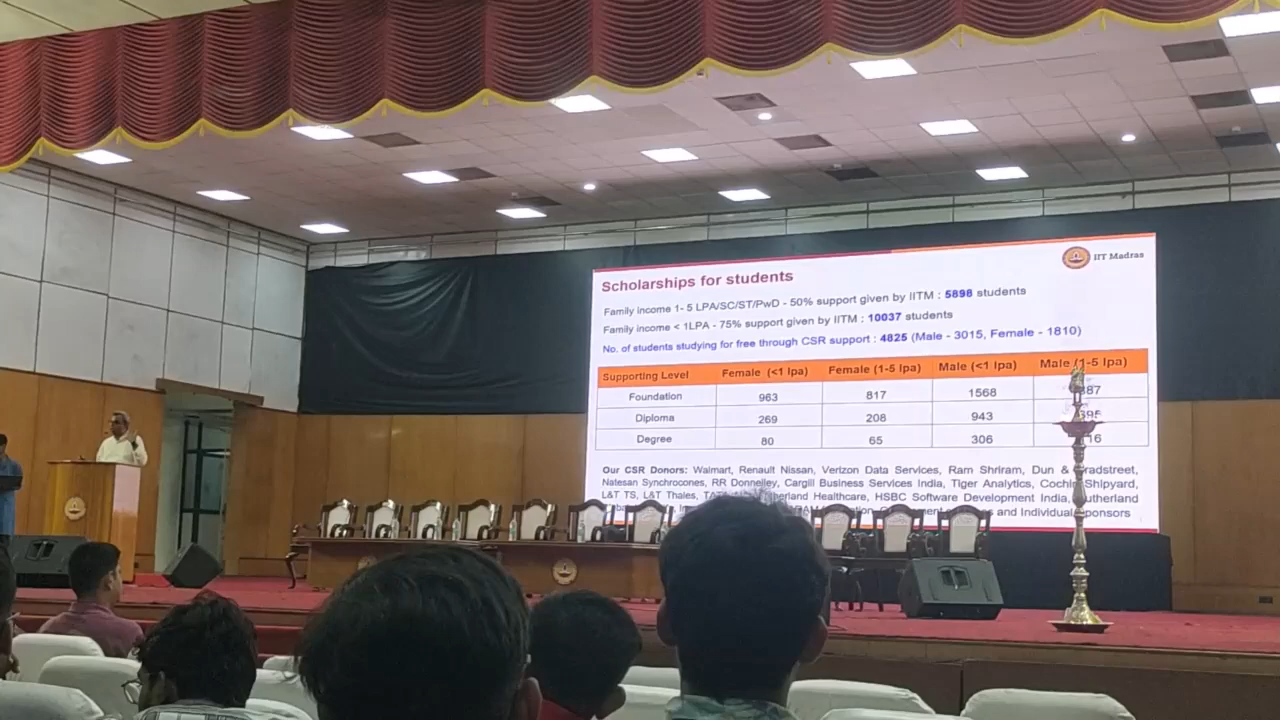 IIT Madras
Scholarships for students
Family income 1- 5 LPA/SC/ST/PwD - 50% support given by IITM : 5898 students
Family income < 1LPA - 75% support given by IITM : 10037 students
No. of students studying for free through CSR support : 4825 (Male - 3015, Female - 1810)
Supporting Level Female (<1 lpa) Female (1-5 lpa) Male (<1 lpa) Male (1-5 lpa)
Foundation 963 817 1568
Diploma 269 208 943
Degree 80 65 306
Our CSR Donors: Walmart, Renault Nissan, Verizon Data Services, Ram Shriram, Dun &
Natesan Synchrocones, RR Donnelley, Cargill Business Services India, Tiger Analytics, Cochin Shipyard,
L&T TS, L&T Thales, Healthcare, HSBC Software Development India,
and Individual